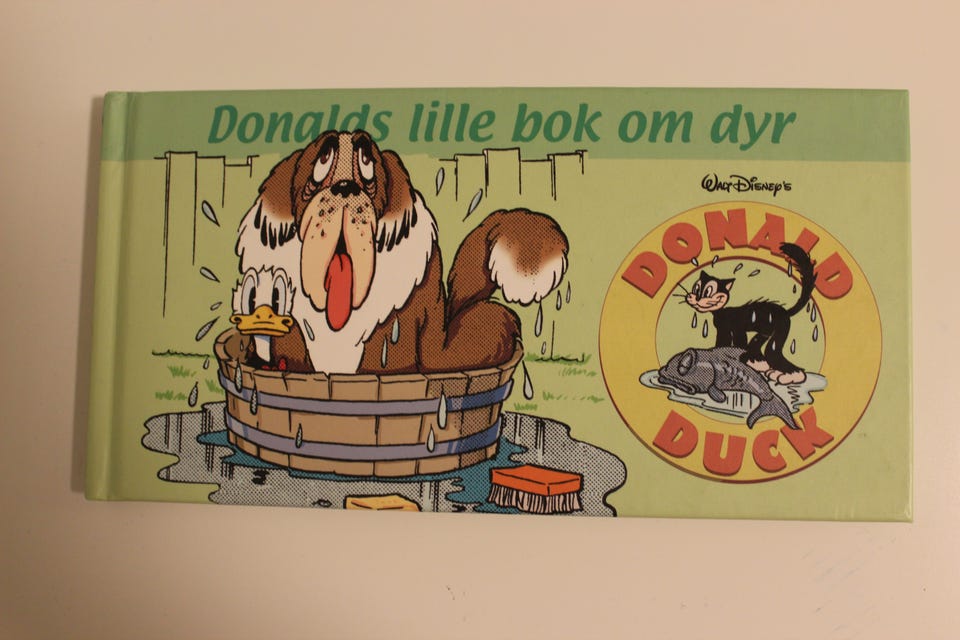 Donalds lille bok om dyr
WALT DISNEY'S
DONALD
DUCK